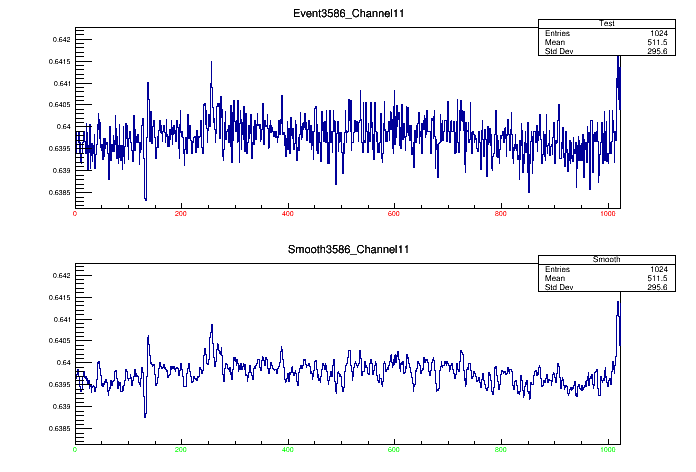 Event3586_Channel11
Test
Entries 1024
Mean 511.5
Std Dev 295.6
0.642
0.6415
0.641
0.6405
0.64
0.6395
0.639
0.6385
0 200 400 600 800 1000
Smooth3586_Channel11
Smooth
Entries 1024
Mean 511.5
Std Dev 295.6
0.642
0.6415
0.641
0.6405
0.64
0.6395
0.639
0.6385
0 200 400 600 800 1000